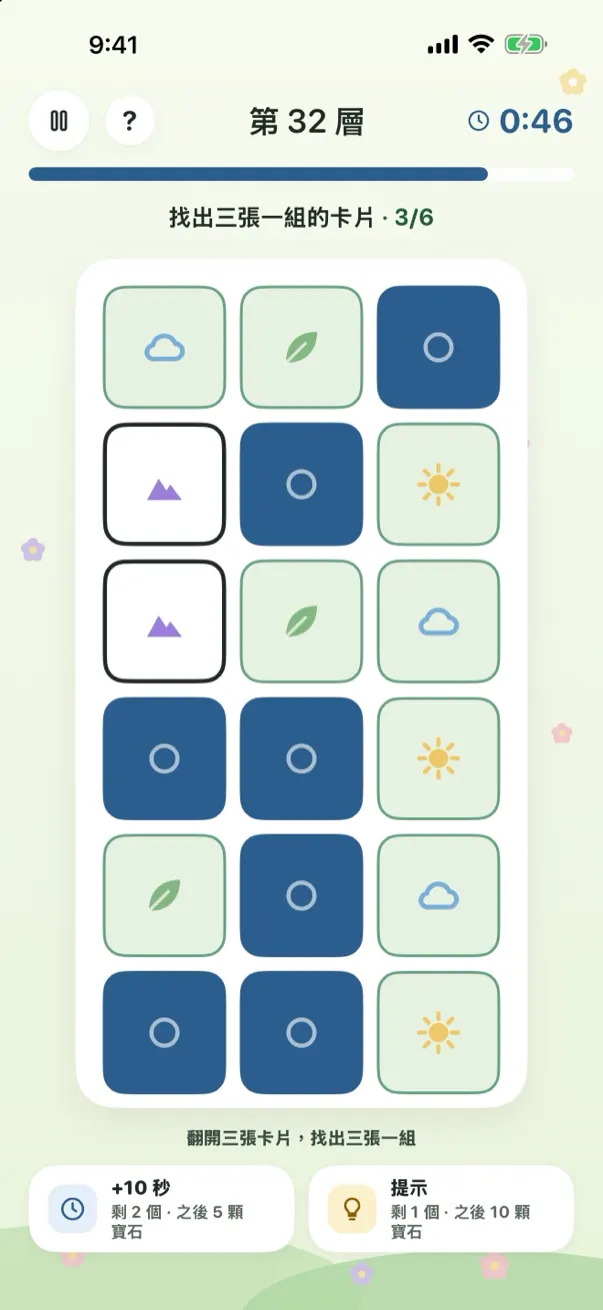 9:41
?
第 32 層
0:46
找出三張一組的卡片 · 3/6
翻開三張卡片，找出三張一組
+10 秒
剩 2 個 · 之後 5 顆
寶石
提示
剩 1 個 · 之後 10 顆
寶石